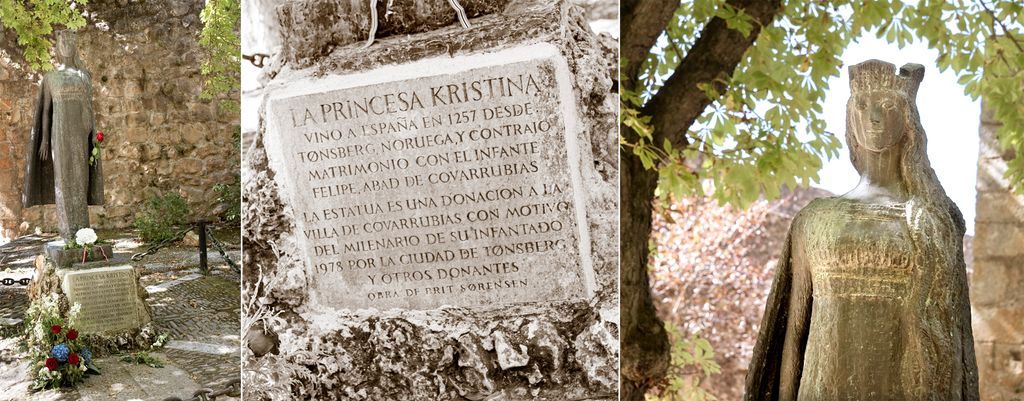 LA PRINCESA KRISTINA
VINO A ESPAÑA EN 1257 DESDE
TØNSBERG, NORUEGA, Y CONTRAJO
MATRIMONIO CON EL INFANTE
FELIPE, ABAD DE COVARRUBIAS
LA ESTATUA ES UNA DONACION A LA
VILLA DE COVARRUBIAS CON MOTIVO
DEL MILENARIO DE SU INFANTADO
1978 POR LA CIUDAD DE TØNSBERG
Y OTROS DONANTES
OBRA DE BRIT SØRENSEN